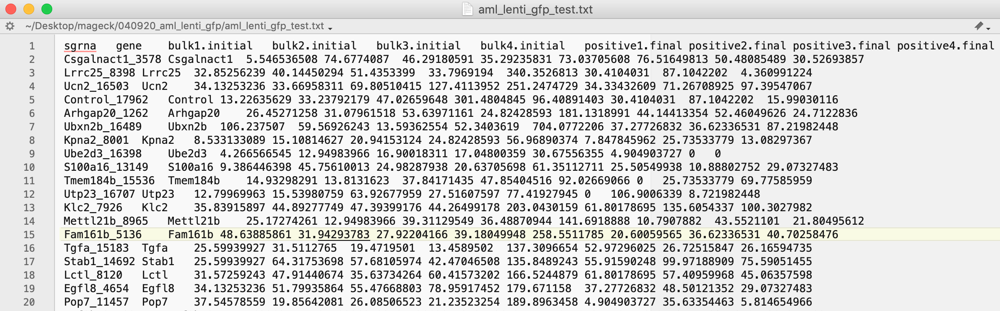 aml_lenti_gfp_test.txt
~/Desktop/mageck/040920_aml_lenti_gfp/aml_lenti_gfp_test.txt
1 sgrna gene bulk1.initial bulk2.initial bulk3.initial bulk4.initial positive1.final positive2.final positive3.final positive4.final
2 Csgalnact1_3578 Csgalnact1 5.546536508 74.6774087 46.29180591 35.29235831 73.03705608 76.51649813 50.48085489 30.52693857
3 Lrrc25_8398 Lrrc25 32.85256239 40.14450294 51.4353399 33.7969194 340.3526813 30.4104031 87.1042202 4.360991224
4 Ucn2_16503 Ucn2 34.13253236 33.66958311 69.80510415 127.4113952 251.2474729 34.33432609 71.26708925 97.39547067
5 Control_17962 Control 13.22635629 33.23792179 47.02659648 301.4804845 96.40891403 30.4104031 87.1042202 15.99030116
6 Arhgap20_1262 Arhgap20 26.45271258 31.07961518 53.63971161 24.82428593 181.1318991 44.14413354 52.46049626 24.7122836
7 Ubxn2b_16489 Ubxn2b 106.237507 59.56926243 13.59362554 52.3403619 704.0772206 37.27726832 36.62336531 87.21982448
8 Kpna2_8001 Kpna2 8.533133089 15.10814627 20.94153124 24.82428593 56.96890374 7.847845962 25.73533779 13.08297367
9 Ube2d3_16398 Ube2d3 4.266566545 12.94983966 16.90018311 17.04800359 30.67556355 4.904903727 0 0
10 S100a16_13149 S100a16 9.386446398 45.75610013 24.98287938 20.63705698 61.35112711 25.50549938 10.88802752 29.07327483
11 Tmem184b_15536 Tmem184b 14.93298291 13.8131623 37.84171435 47.85404516 92.02669066 0 25.73533779 69.77585959
12 Utp23_16707 Utp23 12.79969963 15.53980759 63.92677959 27.51607597 77.41927945 0 106.9006339 8.721982448
13 Klc2_7926 Klc2 35.83915897 44.89277749 47.39399176 44.26499178 203.0430159 61.80178695 135.6054337 100.3027982
14 Mettl21b_8965 Mettl21b 25.17274261 12.94983966 39.31129549 36.48870944 141.6918888 10.7907882 43.5521101 21.80495612
15 Fam161b_5136 Fam161b 48.63885861 31.94293783 27.92204166 39.18049948 258.5511785 20.60059565 36.62336531 40.70258476
16 Tgfa_15183 Tgfa 25.59939927 31.5112765 19.4719501 13.4589502 137.3096654 52.97296025 26.72515847 26.16594735
17 Stab1_14692 Stab1 25.59939927 64.31753698 57.68105974 42.47046508 135.8489243 55.91590248 99.97188909 75.59051455
18 Lctl_8120 Lctl 31.57259243 47.91440674 35.63734264 60.41573202 166.5244879 61.80178695 57.40959968 45.06357598
19 Egfl8_4654 Egfl8 34.13253236 51.79935864 55.47668803 78.95917452 179.671158 37.27726832 48.50121352 29.07327483
20 Pop7_11457 Pop7 37.54578559 19.85642081 26.08506523 21.23523254 189.8963458 4.904903727 35.63354463 5.814654966